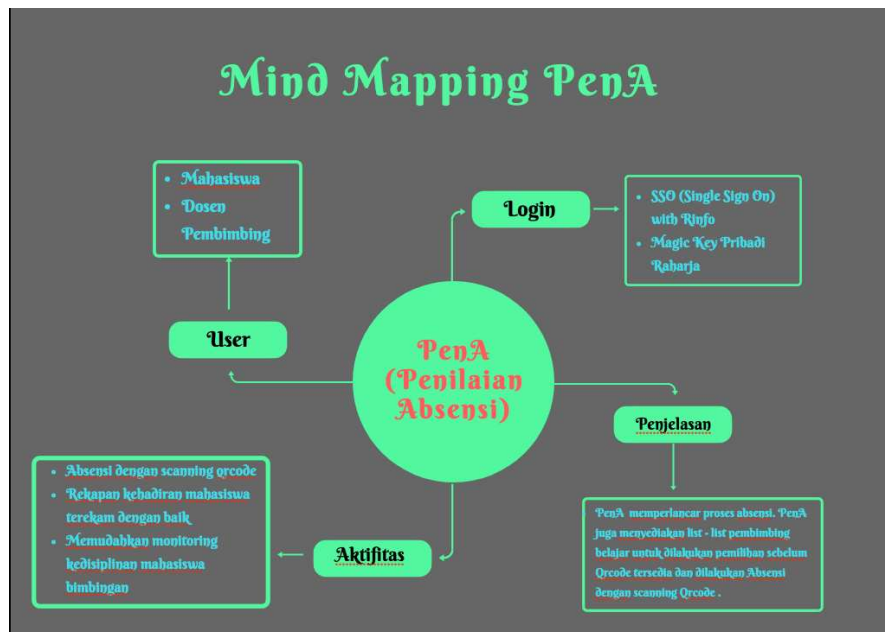 Mind Mapping PenA
Mahasiswa
Dosen
Pembimbing
Login
SSO (Single Sign On)
with Rinfo
Magic Key Pribadi
Raharja
User
PenA
(Penilaian
Absensi)
Penjelasan
Absensi dengan scanning qrcode
Rekapan kehadiran mahasiswa
terekam dengan baik
Memudahkan monitoring
kedisiplinan mahasiswa
bimbingan
Aktifitas
PenA memperlancar proses absensi. PenA
juga menyediakan list - list pembimbing
belajar untuk dilakukan pemilihan sebelum
Qrcode tersedia dan dilakukan Absensi
dengan scanning Qrcode .